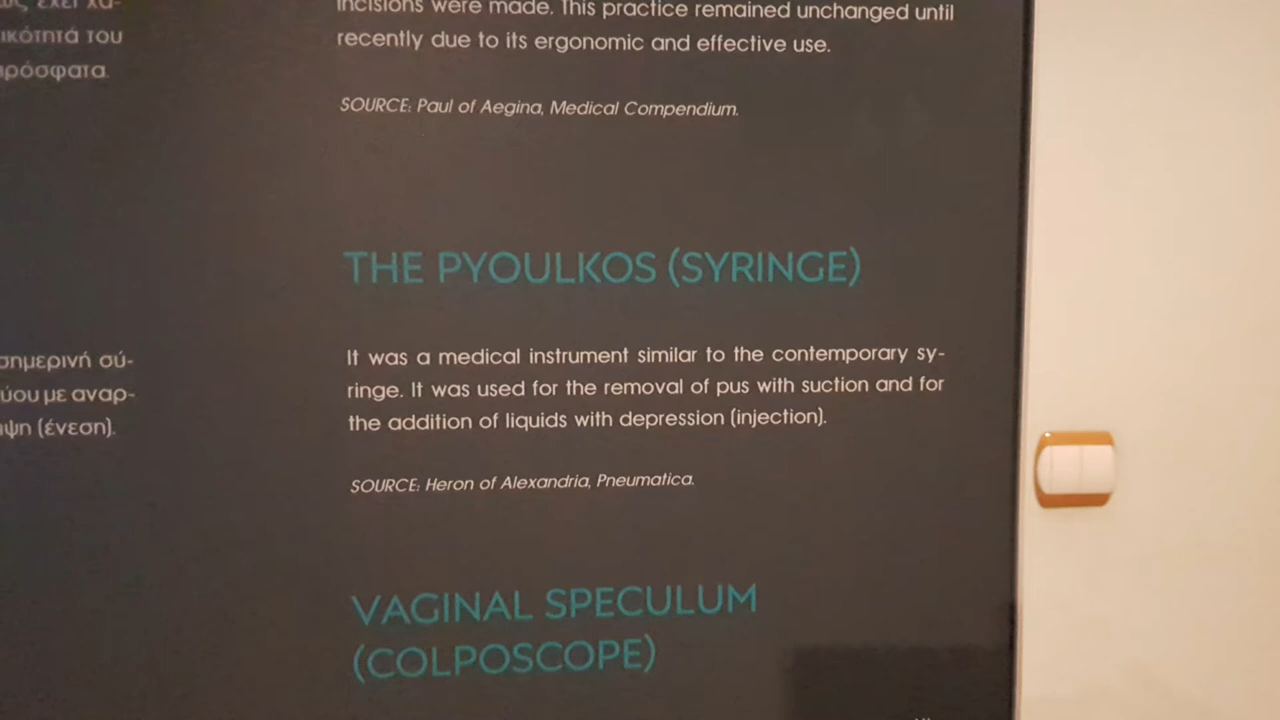 ικότητά του
πρόσφατα.
σημερινή σύ-
ύου με αναρ-
ιψη (ένεση).
incisions were made. This practice remained unchanged until
recently due to its ergonomic and effective use.
SOURCE: Paul of Aegina, Medical Compendium.
THE PYOULKOS (SYRINGE)
It was a medical instrument similar to the contemporary sy-
ringe. It was used for the removal of pus with suction and for
the addition of liquids with depression (injection).
SOURCE: Heron of Alexandria, Pneumatica.
VAGINAL SPECULUM
(COLPOSCOPE)